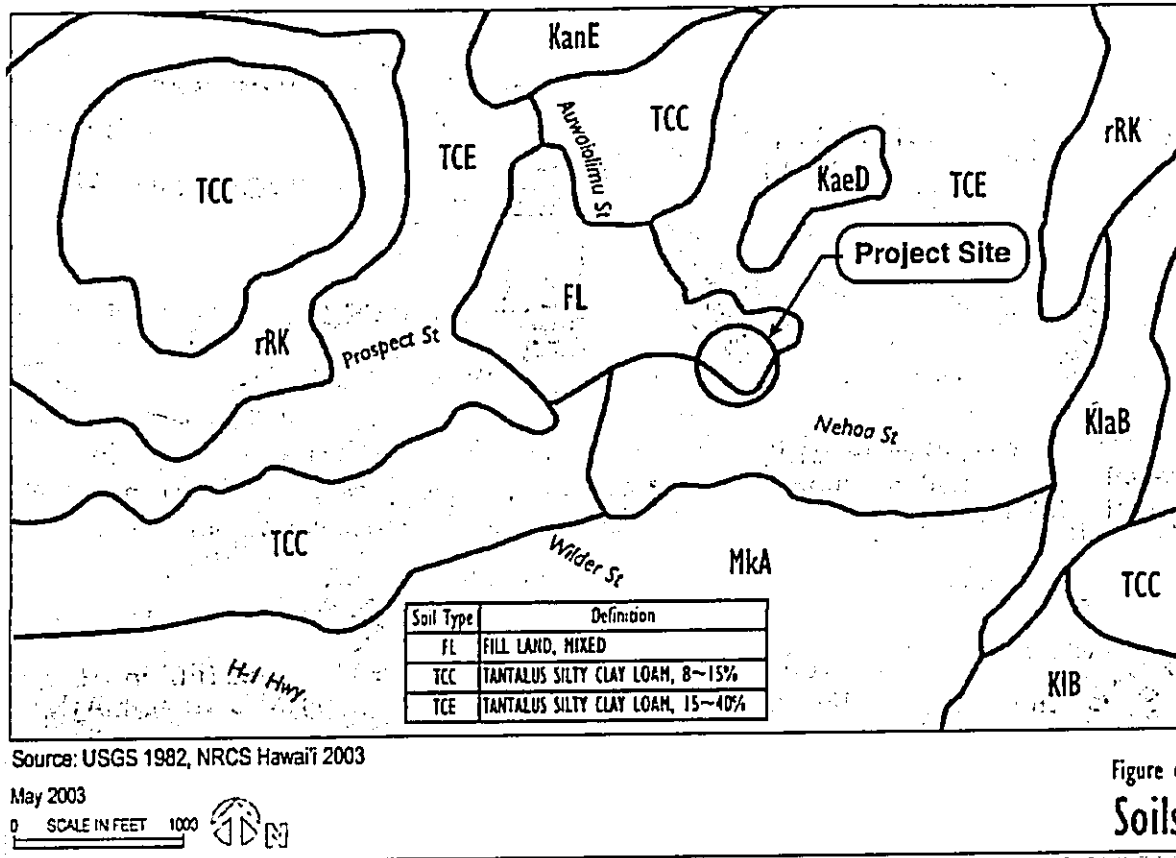 KanE
TCC
Auwaiolimu St
TCE
rRK
TCC
KaeD
TCE
Project Site
FL
rRK
Prospect St
Nehoa St
KlaB
TCC
Wilder St
MkA
TCC
H-1 Hwy.
KlB
Soil Type Definition
FL FILL LAND, MIXED
TCC TANTALUS SILTY CLAY LOAM, 8~15%
TCE TANTALUS SILTY CLAY LOAM, 15~40%
Source: USGS 1982, NRCS Hawai'i 2003
May 2003
0 SCALE IN FEET 1000
N
Figure
Soils